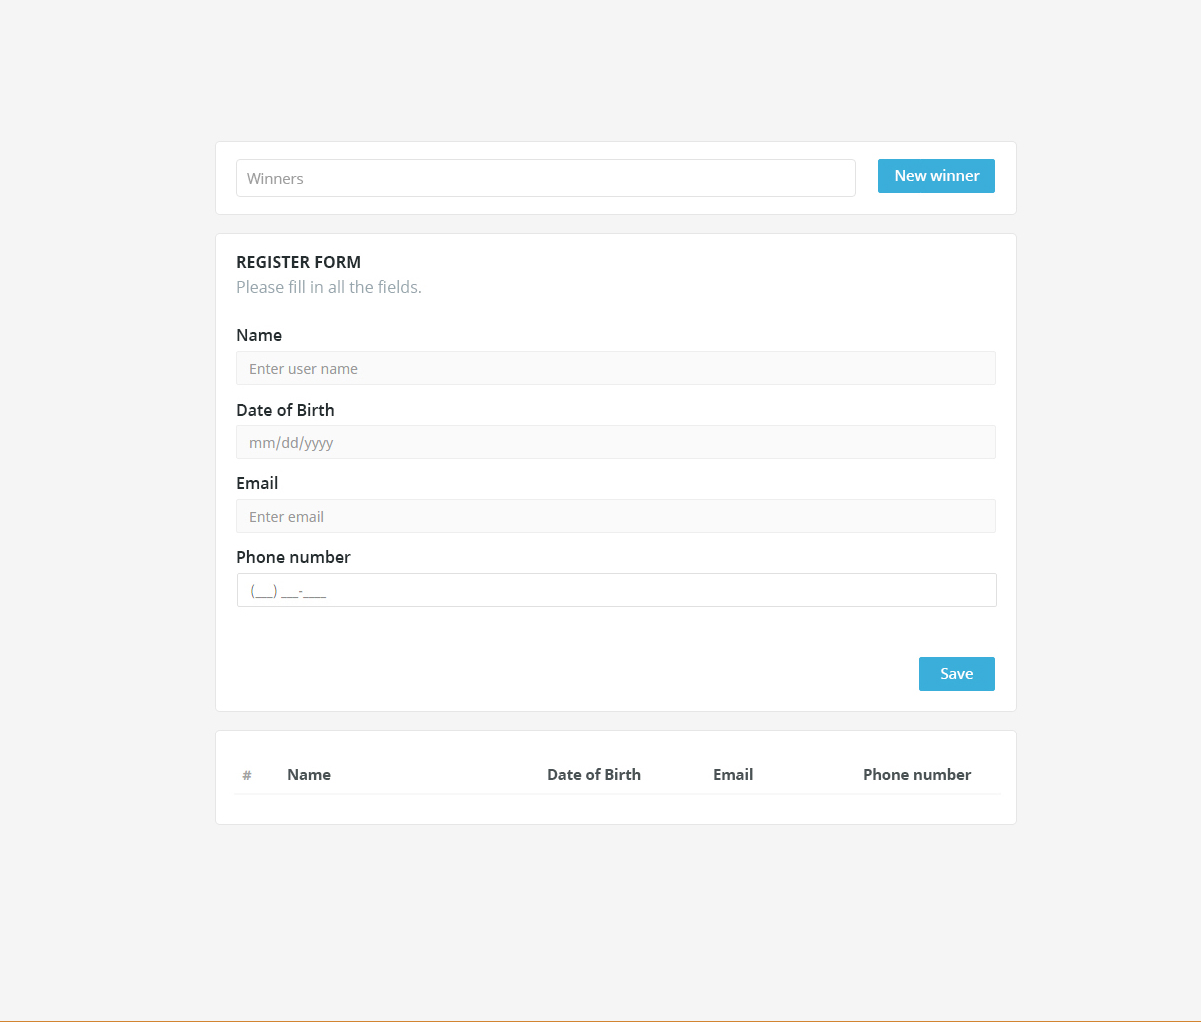 Winners
New winner
REGISTER FORM
Please fill in all the fields.
Name
Enter user name
Date of Birth
mm/dd/yyyy
Email
Enter email
Phone number
(___) ___-____
Save
# Name Date of Birth Email Phone number